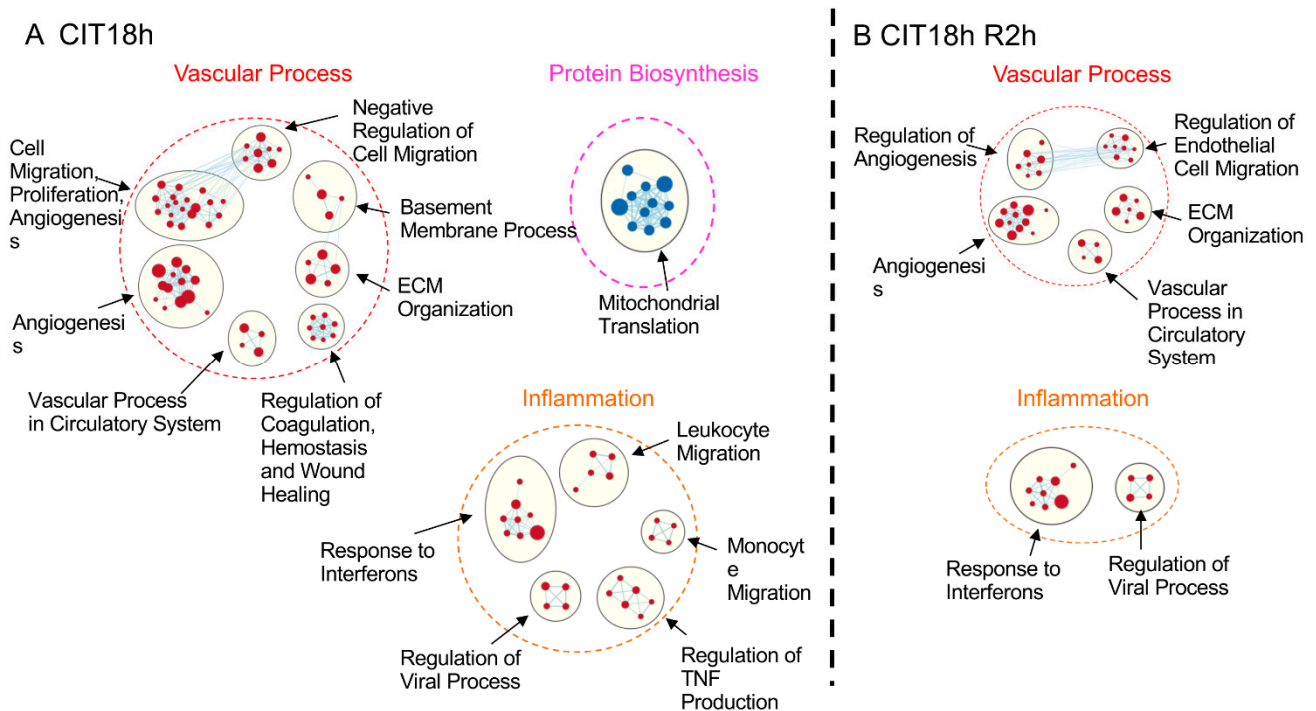 A CIT18h
Vascular Process
Negative
Regulation of
Cell Migration
Cell
Migration,
Proliferation,
Angiogenesi
s
Basement
Membrane Process
ECM
Organization
Angiogenesi
s
Vascular Process
in Circulatory System
Regulation of
Coagulation,
Hemostasis
and Wound
Healing
Protein Biosynthesis
Mitochondrial
Translation
Inflammation
Leukocyte
Migration
Response to
Interferons
Monocyt
e
Migration
Regulation of
Viral Process
Regulation of
TNF
Production
B CIT18h R2h
Vascular Process
Regulation of
Angiogenesis
Regulation of
Endothelial
Cell Migration
ECM
Organization
Angiogenesi
s
Vascular
Process in
Circulatory
System
Inflammation
Response to
Interferons
Regulation of
Viral Process